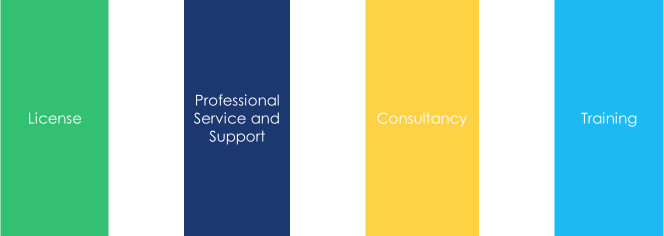 License
Professional
Service and
Support
Consultancy
Training